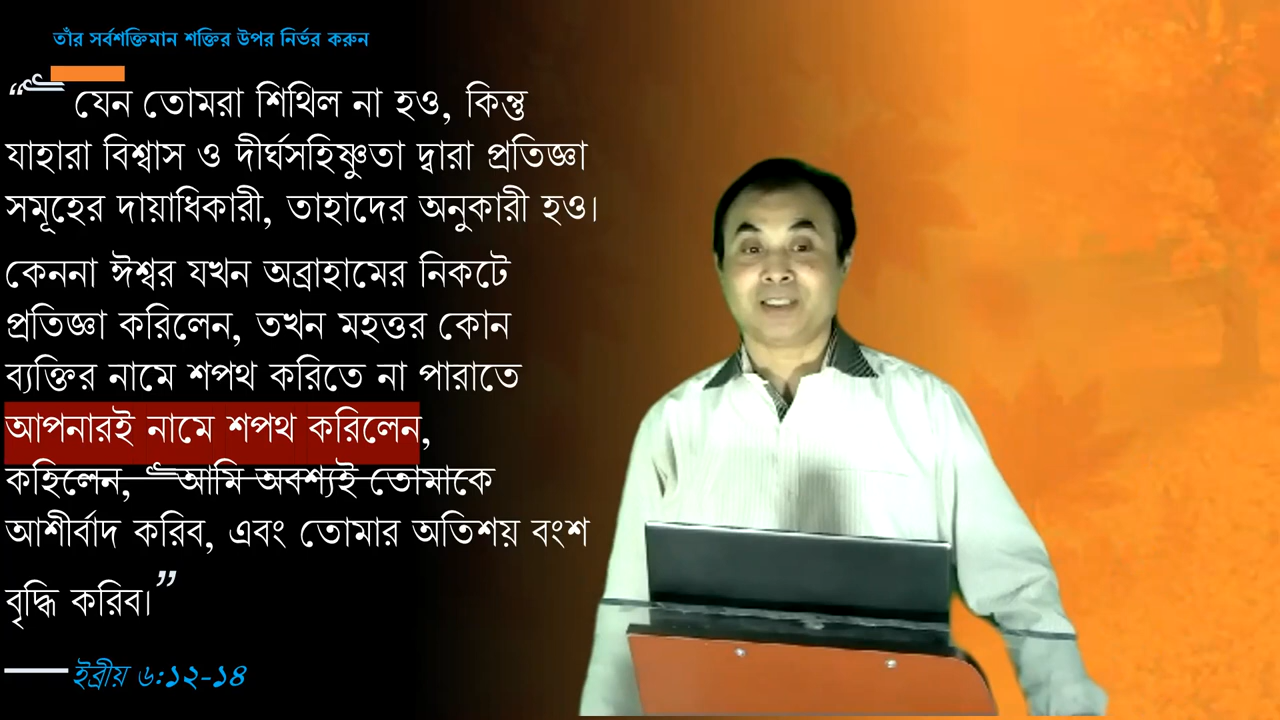 তাঁর সর্বশক্তিমান শক্তির উপর নির্ভর করুন
“ যেন তোমরা শিথিল না হও, কিন্তু
যাহারা বিশ্বাস ও দীর্ঘসহিষ্ণুতা দ্বারা প্রতিজ্ঞা
সমূহের দায়াধিকারী, তাহাদের অনুকারী হও।
কেননা ঈশ্বর যখন অব্রাহামের নিকটে
প্রতিজ্ঞা করিলেন, তখন মহত্তর কোন
ব্যক্তির নামে শপথ করিতে না পারাতে
আপনারই নামে শপথ করিলেন,
কহিলেন, আমি অবশ্যই তোমাকে
আশীর্বাদ করিব, এবং তোমার অতিশয় বংশ
বৃদ্ধি করিব।”
ইব্রীয় ৬:১২-১৪